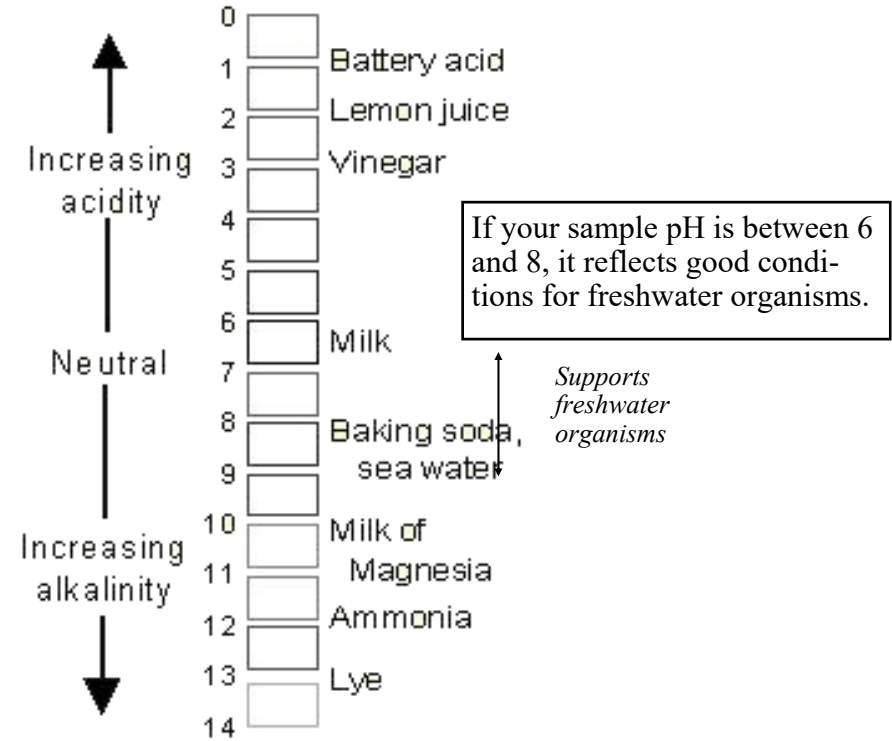 0
Battery acid
1
Lemon juice
2
Increasing
acidity
3
Vinegar
4
If your sample pH is between 6
and 8, it reflects good condi-
tions for freshwater organisms.
5
6
Milk
Neutral
7
Supports
freshwater
organisms
8
Baking soda,
sea water
9
10
Milk of
Magnesia
Increasing
alkalinity
11
Ammonia
12
13
Lye
14